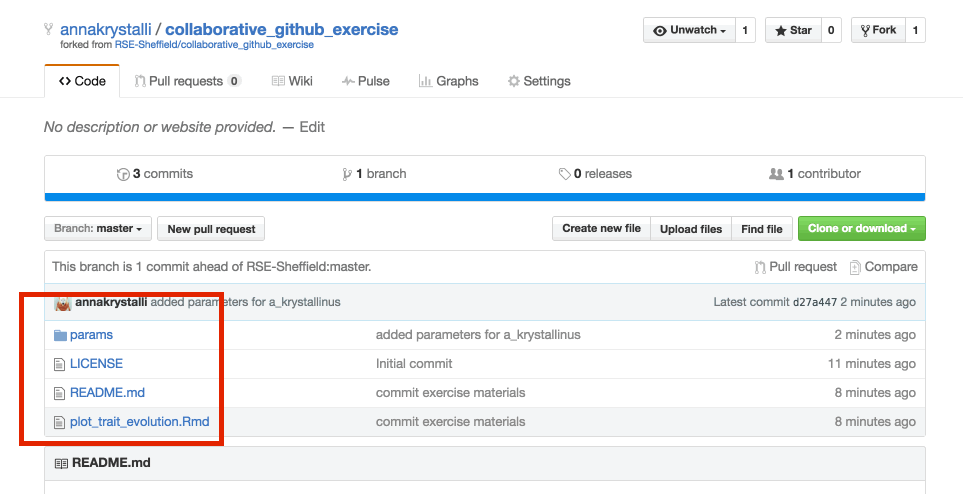 annakrystalli / collaborative_github_exercise
forked from RSE-Sheffield/collaborative_github_exercise
Unwatch 1 Star 0 Fork 1
Code Pull requests 0 Wiki Pulse Graphs Settings
No description or website provided. — Edit
3 commits 1 branch 0 releases 1 contributor
Branch: master New pull request Create new file Upload files Find file Clone or download
This branch is 1 commit ahead of RSE-Sheffield:master. Pull request Compare
annakrystalli added parameters for a_krystallinus Latest commit d27a447 2 minutes ago
params added parameters for a_krystallinus 2 minutes ago
LICENSE Initial commit 11 minutes ago
README.md commit exercise materials 8 minutes ago
plot_trait_evolution.Rmd commit exercise materials 8 minutes ago
README.md